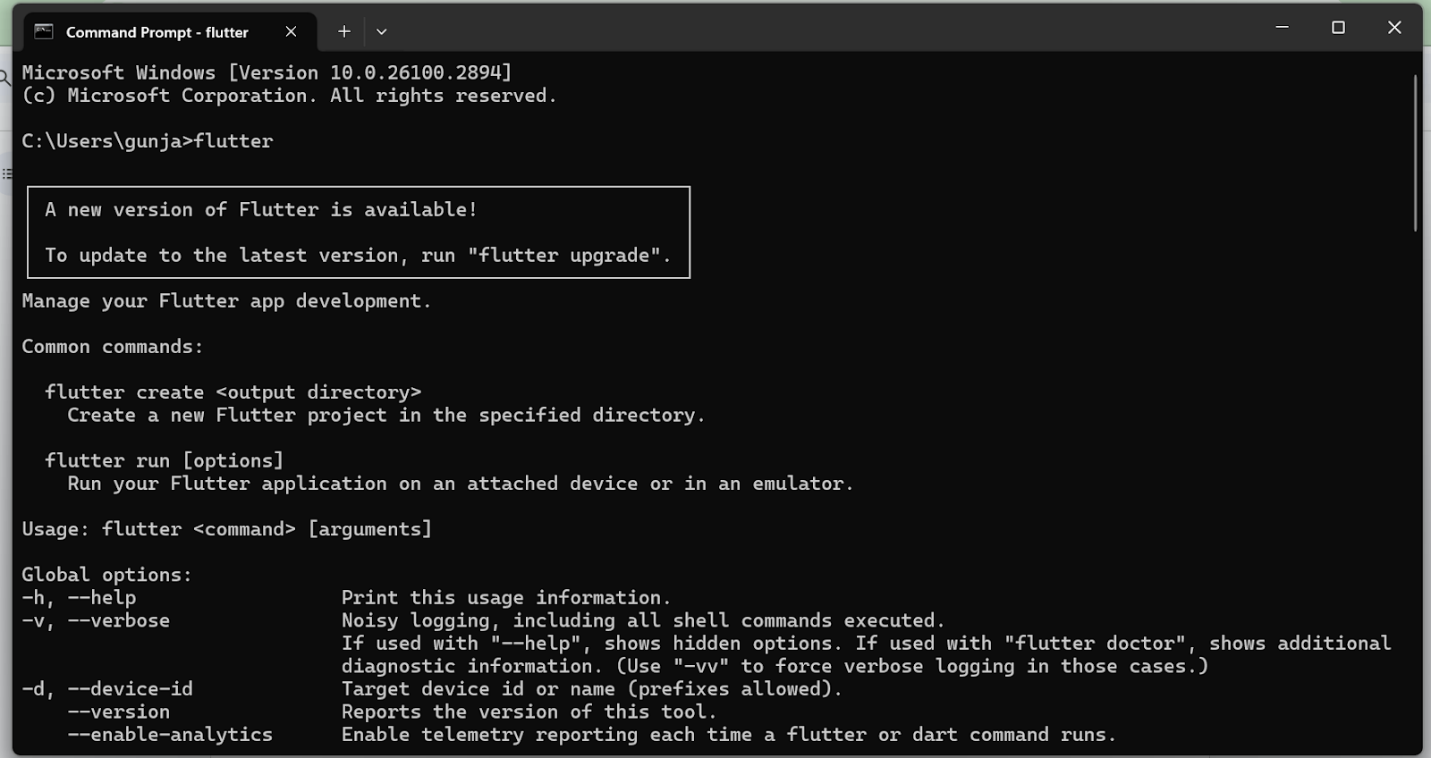 Command Prompt - flutter
Microsoft Windows [Version 10.0.26100.2894]
(c) Microsoft Corporation. All rights reserved.
C:\Users\gunja>flutter
A new version of Flutter is available!
To update to the latest version, run "flutter upgrade".
Manage your Flutter app development.
Common commands:
flutter create <output directory>
Create a new Flutter project in the specified directory.
flutter run [options]
Run your Flutter application on an attached device or in an emulator.
Usage: flutter <command> [arguments]
Global options:
-h, --help Print this usage information.
-v, --verbose Noisy logging, including all shell commands executed.
If used with "--help", shows hidden options. If used with "flutter doctor", shows additional
diagnostic information. (Use "-vv" to force verbose logging in those cases.)
-d, --device-id Target device id or name (prefixes allowed).
--version Reports the version of this tool.
--enable-analytics Enable telemetry reporting each time a flutter or dart command runs.